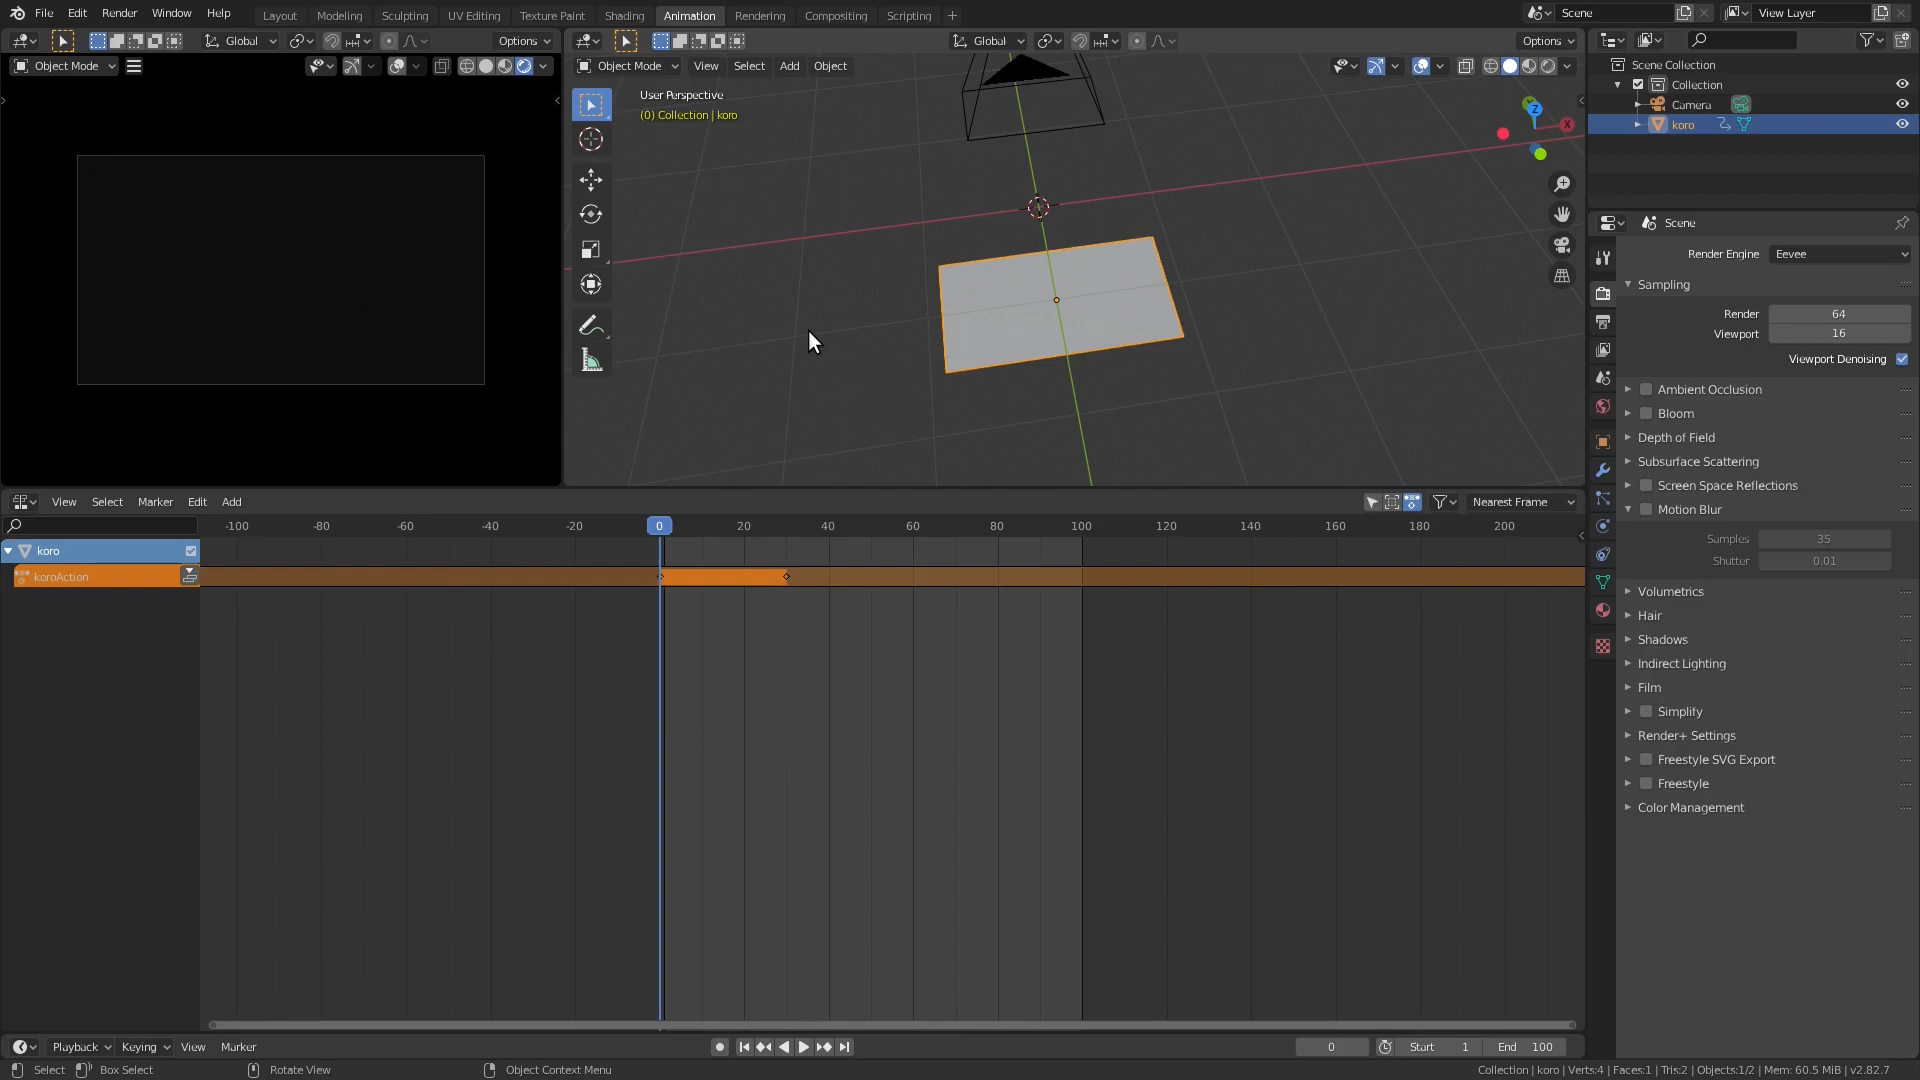 File Edit Render Window Help
Layout Modeling Sculpting UV Editing Texture Paint Shading Animation Rendering Compositing Scripting +
Scene
View Layer
Global Options
Global Options
Object Mode
Object Mode View Select Add Object
User Perspective
(0) Collection | koro
Z
X
Scene Collection
Collection
Camera
koro
Scene
Render Engine Eevee
Sampling
Render 64
Viewport 16
Viewport Denoising
Ambient Occlusion
Bloom
Depth of Field
Subsurface Scattering
Screen Space Reflections
Motion Blur
Samples 35
Shutter 0.01
Volumetrics
Hair
Shadows
Indirect Lighting
Film
Simplify
Render+ Settings
Freestyle SVG Export
Freestyle
Color Management
View Select Marker Edit Add Nearest Frame
-100 -80 -60 -40 -20 0 20 40 60 80 100 120 140 160 180 200
koro
koroAction
Playback Keying View Marker 0 Start 1 End 100
Select Box Select Rotate View Object Context Menu Collection | koro | Verts:4 | Faces:1 | Tris:2 | Objects:1/2 | Mem: 60.5 MiB | v2.82.7